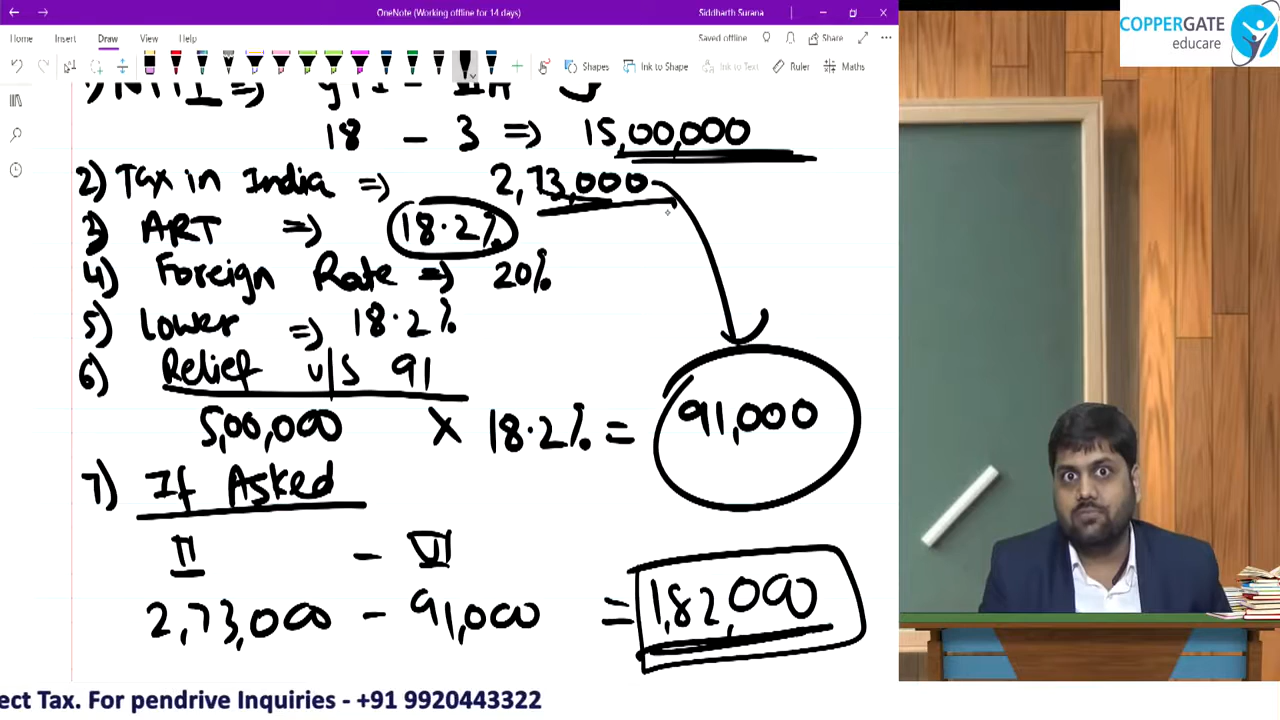 OneNote (Working offline for 14 days)
Siddharth Surana
COPPERGATE
educare
Home Insert Draw View Help
Saved offline
Share
Shapes
Ink to Shape
Ink to Text
Ruler
Maths
18 - 3 => 15,00,000
2) Tax in India => 2,73,000
3) ART => 18.2%
4) Foreign Rate => 20%
5) Lower => 18.2%
6) Relief u/s 91
5,00,000 x 18.2% = 91,000
7) If Asked
II - VI
2,73,000 - 91,000 = 1,82,000
ect Tax. For pendrive Inquiries - +91 9920443322